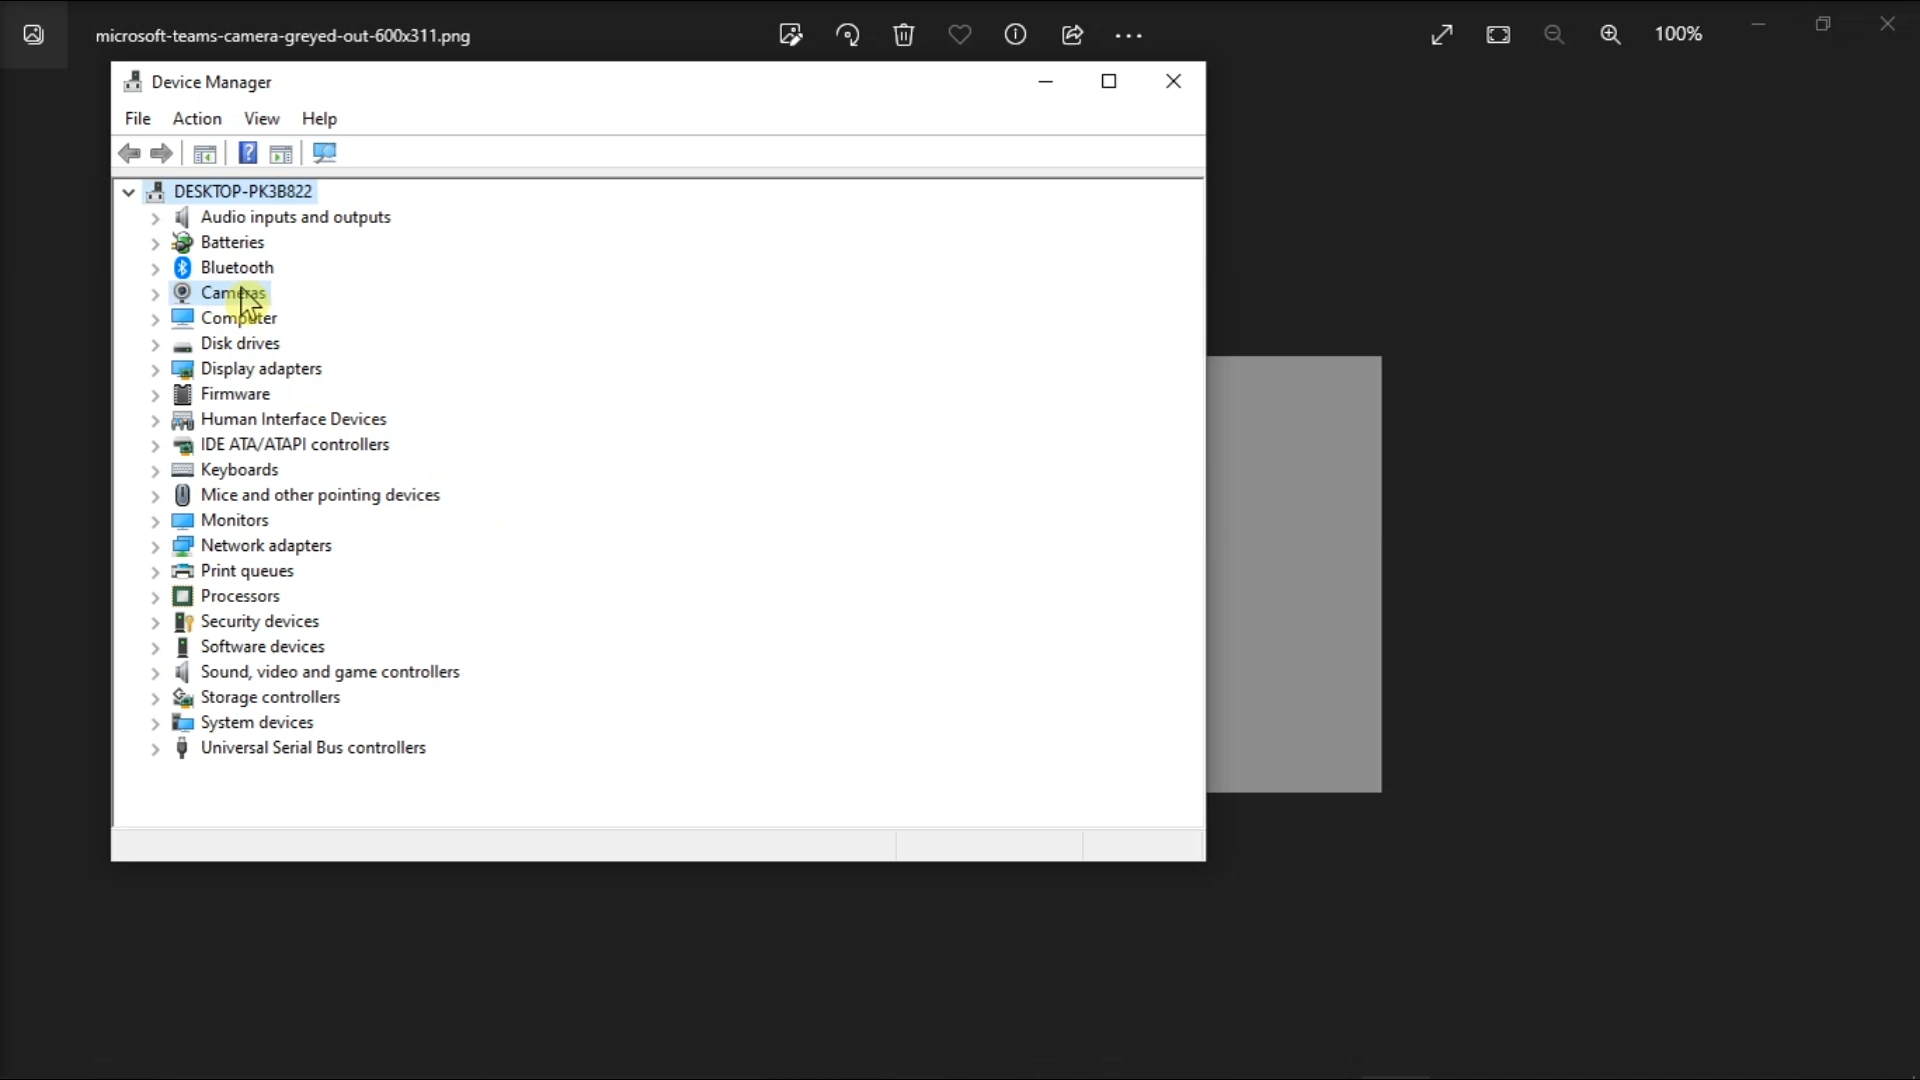 microsoft-teams-camera-greyed-out-600x311.png
100%
Device Manager
File Action View Help
DESKTOP-PK3B822
Audio inputs and outputs
Batteries
Bluetooth
Cameras
Computer
Disk drives
Display adapters
Firmware
Human Interface Devices
IDE ATA/ATAPI controllers
Keyboards
Mice and other pointing devices
Monitors
Network adapters
Print queues
Processors
Security devices
Software devices
Sound, video and game controllers
Storage controllers
System devices
Universal Serial Bus controllers